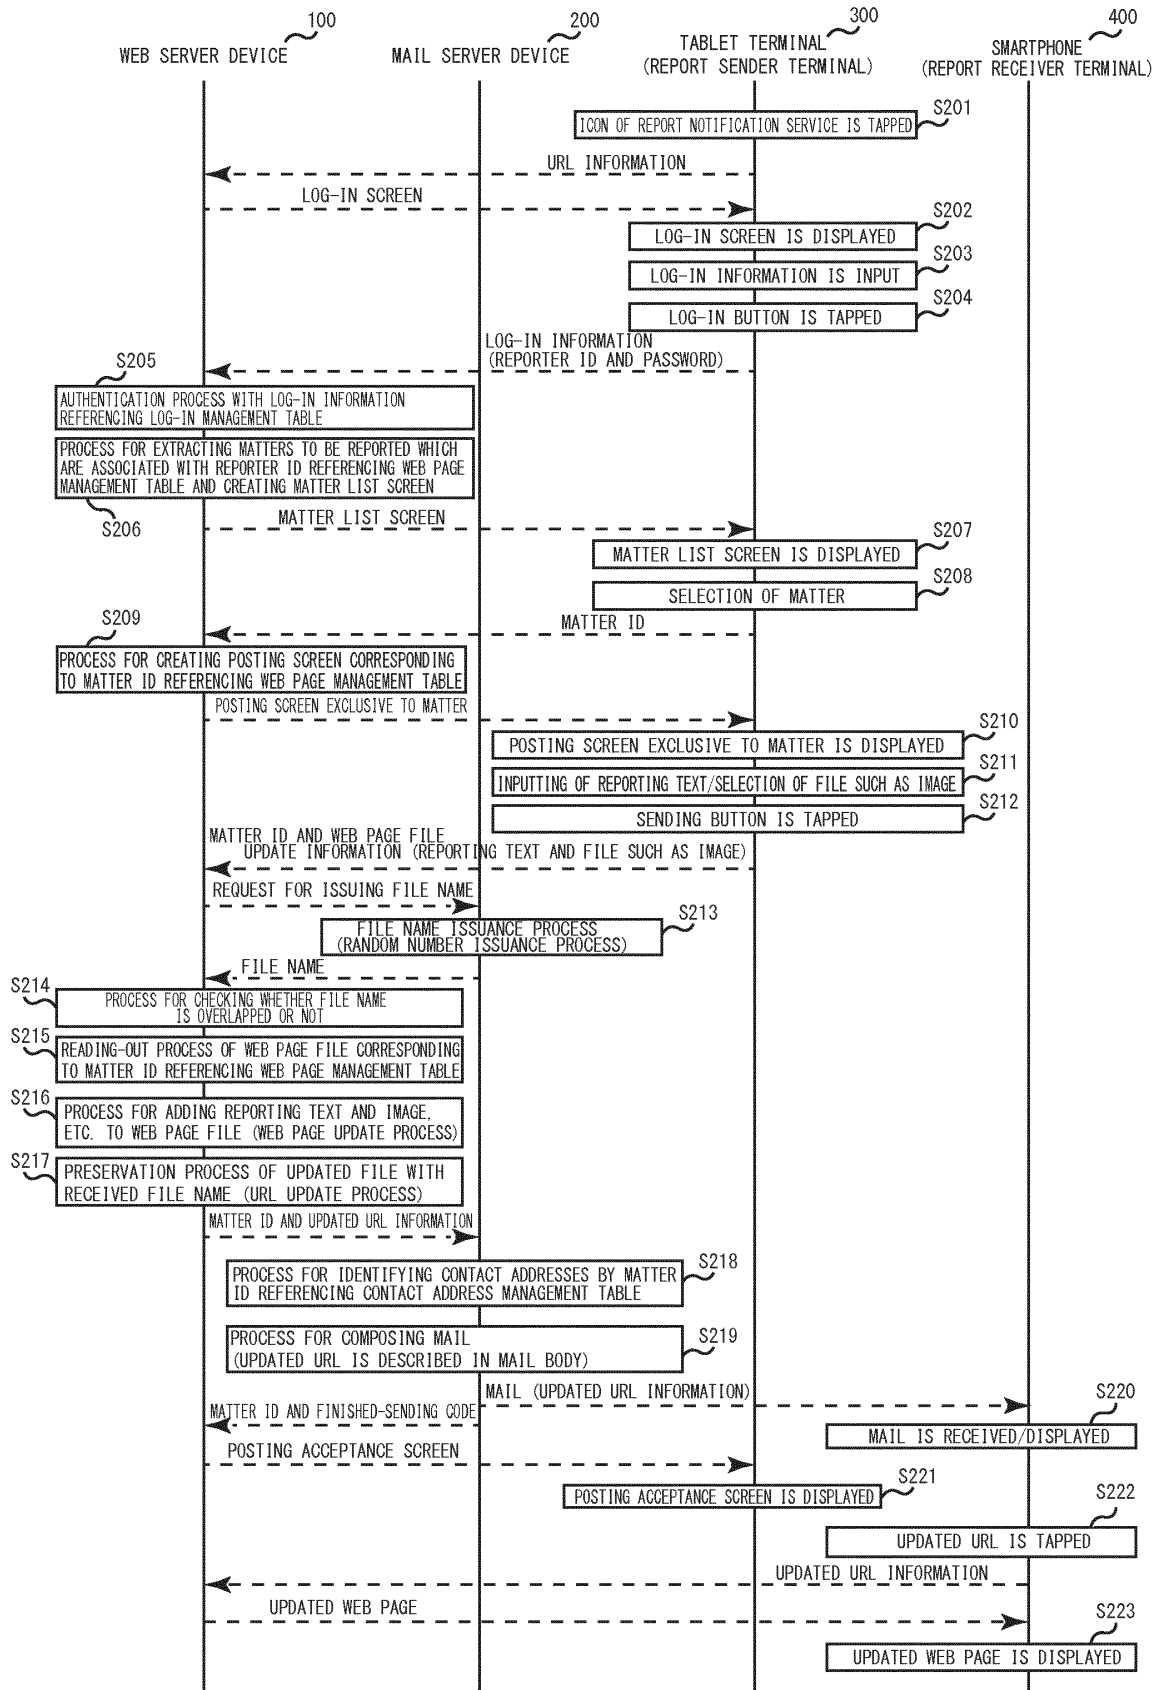 100
200
300
400
WEB SERVER DEVICE
MAIL SERVER DEVICE
TABLET TERMINAL
(REPORT SENDER TERMINAL)
SMARTPHONE
(REPORT RECEIVER TERMINAL)
S201
ICON OF REPORT NOTIFICATION SERVICE IS TAPPED
URL INFORMATION
LOG-IN SCREEN
S202
LOG-IN SCREEN IS DISPLAYED
S203
LOG-IN INFORMATION IS INPUT
S204
LOG-IN BUTTON IS TAPPED
LOG-IN INFORMATION
(REPORTER ID AND PASSWORD)
S205
AUTHENTICATION PROCESS WITH LOG-IN INFORMATION
REFERENCING LOG-IN MANAGEMENT TABLE
PROCESS FOR EXTRACTING MATTERS TO BE REPORTED WHICH
ARE ASSOCIATED WITH REPORTER ID REFERENCING WEB PAGE
MANAGEMENT TABLE AND CREATING MATTER LIST SCREEN
S206
MATTER LIST SCREEN
S207
MATTER LIST SCREEN IS DISPLAYED
S208
SELECTION OF MATTER
MATTER ID
S209
PROCESS FOR CREATING POSTING SCREEN CORRESPONDING
TO MATTER ID REFERENCING WEB PAGE MANAGEMENT TABLE
POSTING SCREEN EXCLUSIVE TO MATTER
S210
POSTING SCREEN EXCLUSIVE TO MATTER IS DISPLAYED
S211
INPUTTING OF REPORTING TEXT/SELECTION OF FILE SUCH AS IMAGE
S212
SENDING BUTTON IS TAPPED
MATTER ID AND WEB PAGE FILE
UPDATE INFORMATION (REPORTING TEXT AND FILE SUCH AS IMAGE)
REQUEST FOR ISSUING FILE NAME
S213
FILE NAME ISSUANCE PROCESS
(RANDOM NUMBER ISSUANCE PROCESS)
FILE NAME
S214
PROCESS FOR CHECKING WHETHER FILE NAME
IS OVERLAPPED OR NOT
S215
READING-OUT PROCESS OF WEB PAGE FILE CORRESPONDING
TO MATTER ID REFERENCING WEB PAGE MANAGEMENT TABLE
S216
PROCESS FOR ADDING REPORTING TEXT AND IMAGE,
ETC. TO WEB PAGE FILE (WEB PAGE UPDATE PROCESS)
S217
PRESERVATION PROCESS OF UPDATED FILE WITH
RECEIVED FILE NAME (URL UPDATE PROCESS)
MATTER ID AND UPDATED URL INFORMATION
S218
PROCESS FOR IDENTIFYING CONTACT ADDRESSES BY MATTER
ID REFERENCING CONTACT ADDRESS MANAGEMENT TABLE
S219
PROCESS FOR COMPOSING MAIL
(UPDATED URL IS DESCRIBED IN MAIL BODY)
MAIL (UPDATED URL INFORMATION)
S220
MATTER ID AND FINISHED-SENDING CODE
MAIL IS RECEIVED/DISPLAYED
POSTING ACCEPTANCE SCREEN
S221
POSTING ACCEPTANCE SCREEN IS DISPLAYED
S222
UPDATED URL IS TAPPED
UPDATED URL INFORMATION
UPDATED WEB PAGE
S223
UPDATED WEB PAGE IS DISPLAYED